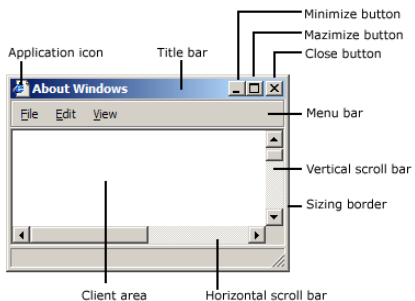 Minimize button
Mazimize button
Application icon
Title bar
Close button
About Windows
File Edit View
Menu bar
Vertical scroll bar
Sizing border
Client area
Horizontal scroll bar